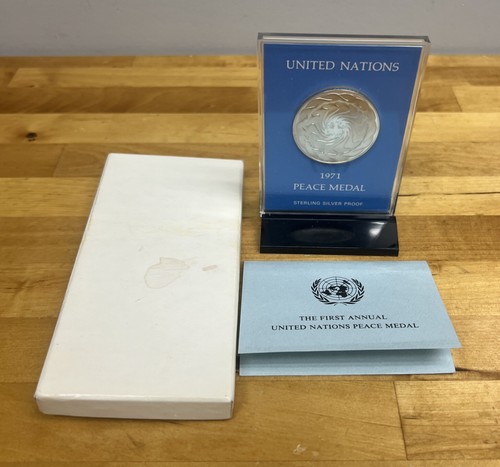 UNITED NATIONS
1971
PEACE MEDAL
STERLING SILVER PROOF
THE FIRST ANNUAL
UNITED NATIONS PEACE MEDAL